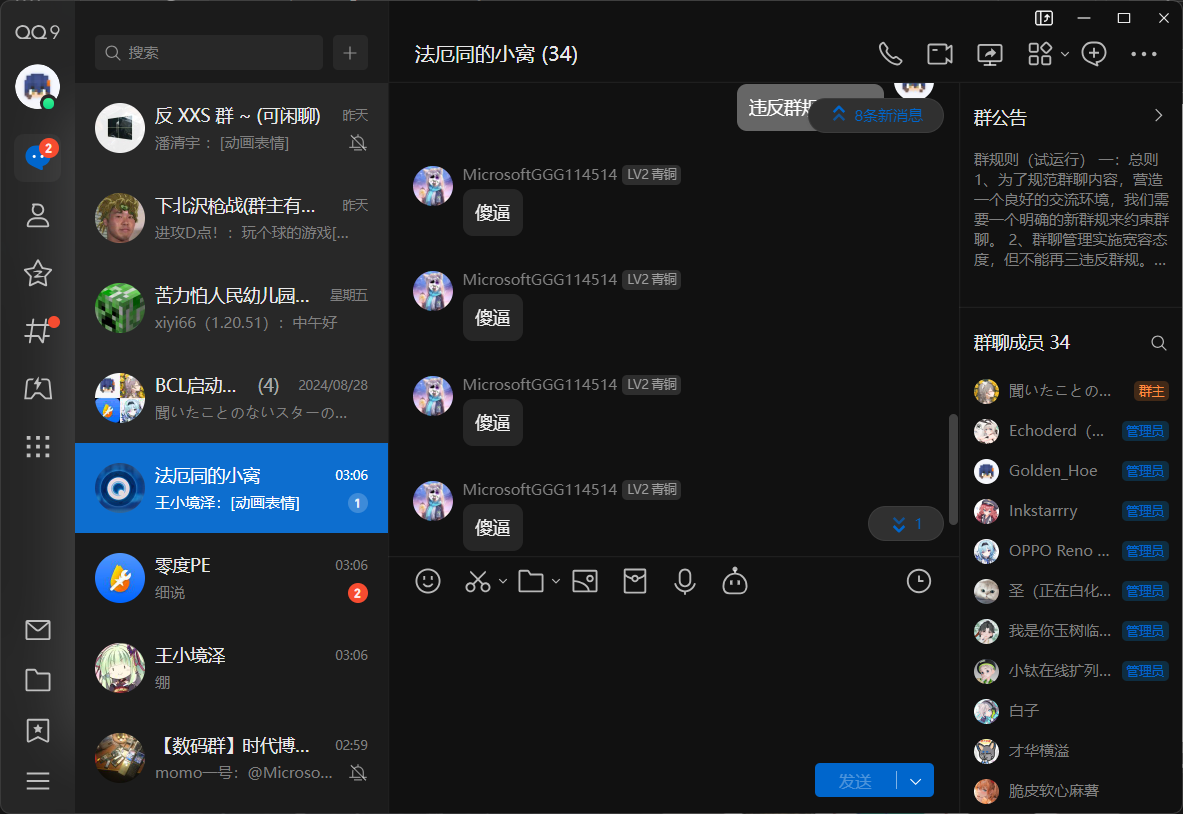 QQ9
2
搜索
反 XXS 群 ~ (可闲聊)
昨天
潘清宇：[动画表情]
下北沢枪战(群主有...
昨天
进攻D点！：玩个球的游戏[...
苦力怕人民幼儿园...
星期五
xiyi66（1.20.51）：中午好
BCL启动... (4)
2024/08/28
聞いたことのないスターの...
法厄同的小窝
03:06
王小境泽：[动画表情]
1
零度PE
03:06
细说
2
王小境泽
03:06
绷
【数码群】时代博...
02:59
momo一号：@Microso...
法厄同的小窝 (34)
违反群规
8条新消息
MicrosoftGGG114514 LV2 青铜
傻逼
MicrosoftGGG114514 LV2 青铜
傻逼
MicrosoftGGG114514 LV2 青铜
傻逼
MicrosoftGGG114514 LV2 青铜
傻逼
1
发送
群公告
群规则（试运行） 一：总则
1、为了规范群聊内容，营造
一个良好的交流环境，我们需
要一个明确的新群规来约束群
聊。 2、群聊管理实施宽容态
度，但不能再三违反群规。...
群聊成员 34
聞いたことの... 群主
Echoderd（... 管理员
Golden_Hoe 管理员
Inkstarrry 管理员
OPPO Reno ... 管理员
圣（正在白化... 管理员
我是你玉树临... 管理员
小钛在线扩列... 管理员
白子
才华横溢
脆皮软心麻薯